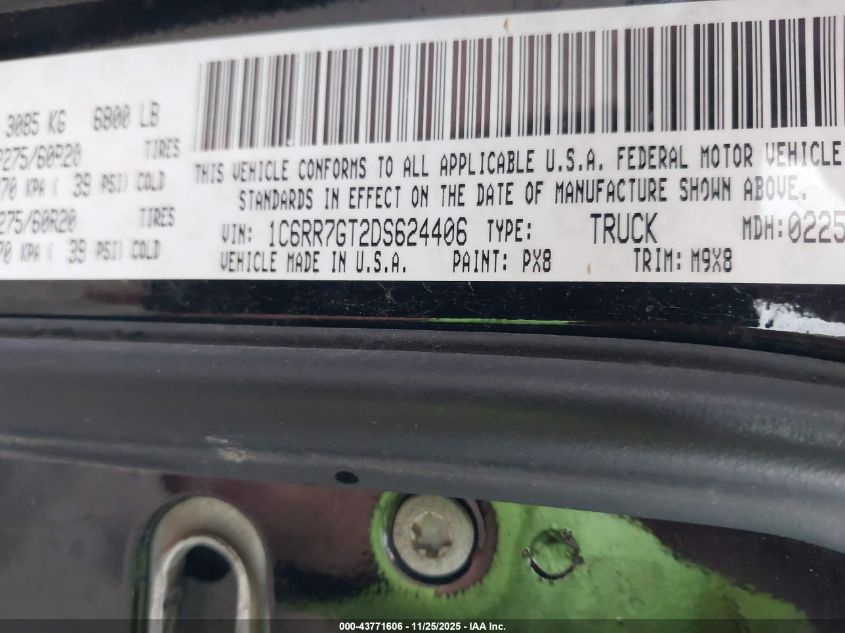 3085 KG 6800 LB
P275/60R20 TIRES
70 KPA ( 39 PSI) COLD
275/60R20 TIRES
70 KPA ( 39 PSI) COLD
THIS VEHICLE CONFORMS TO ALL APPLICABLE U.S.A. FEDERAL MOTOR VEHICLE
STANDARDS IN EFFECT ON THE DATE OF MANUFACTURE SHOWN ABOVE.
VIN: 1C6RR7GT2DS624406 TYPE: TRUCK MDH: 0225
VEHICLE MADE IN U.S.A. PAINT: PX8 TRIM: M9X8
000-43771606 - 11/25/2025 - IAA Inc.